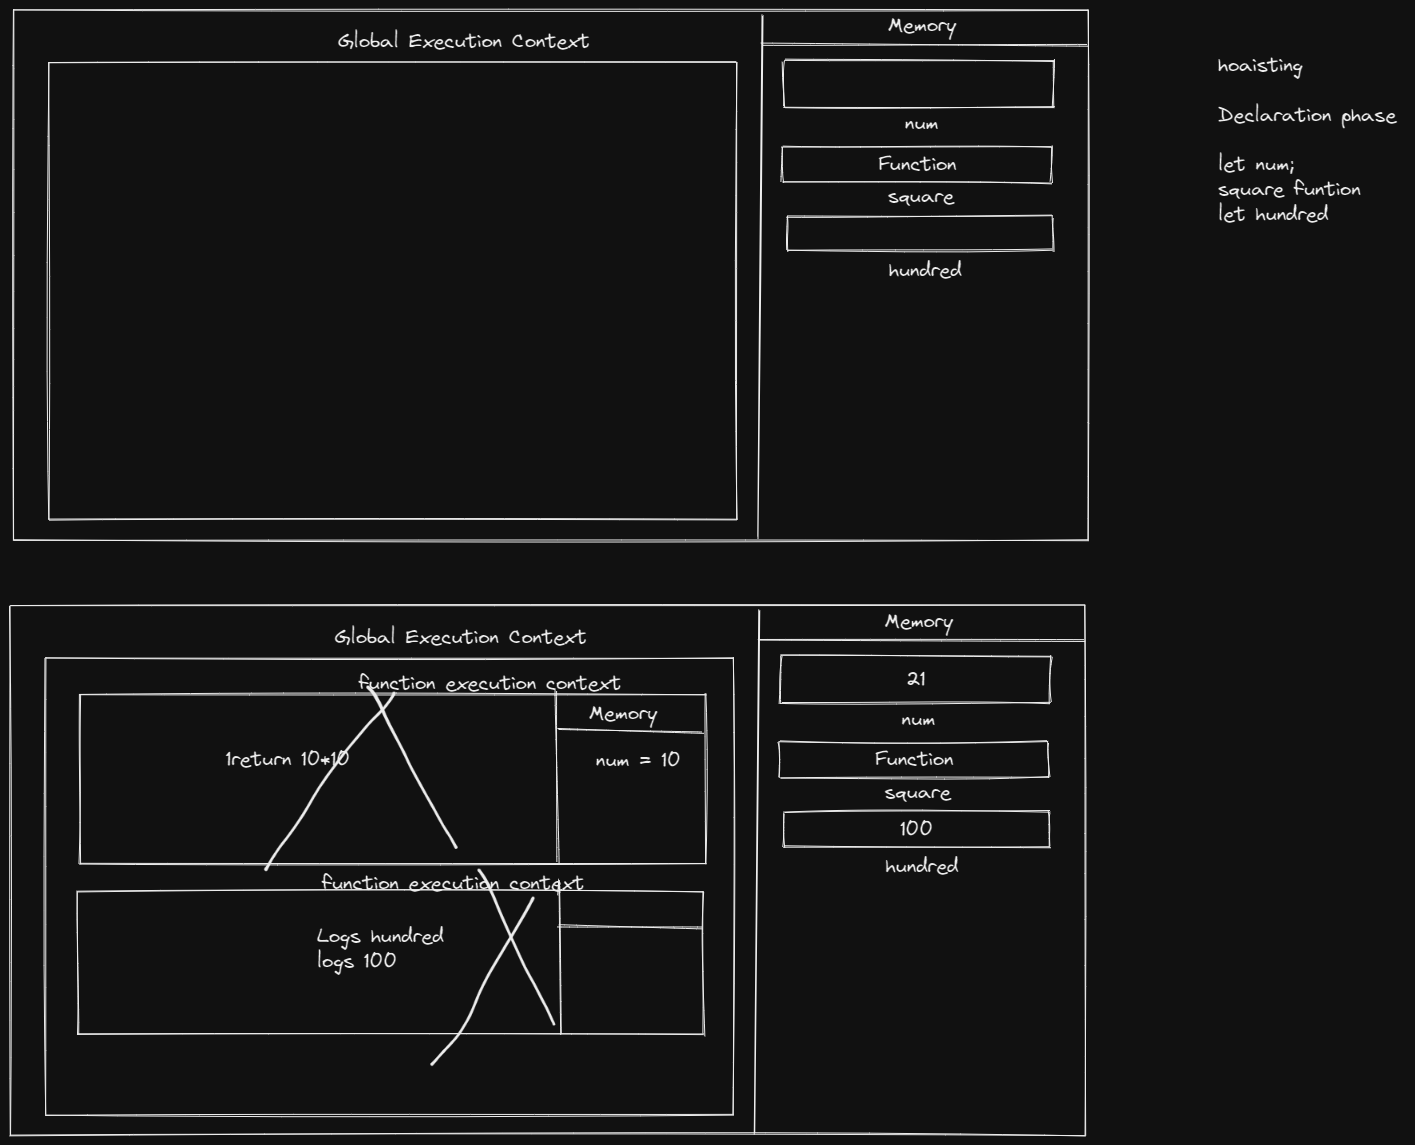 Global Execution Context
Memory
num
Function
square
hundred
hoaisting
Declaration phase
let num;
square funtion
let hundred
Global Execution Context
function execution context
1return 10*10
Memory
num = 10
function execution context
Logs hundred
logs 100
Memory
21
num
Function
square
100
hundred